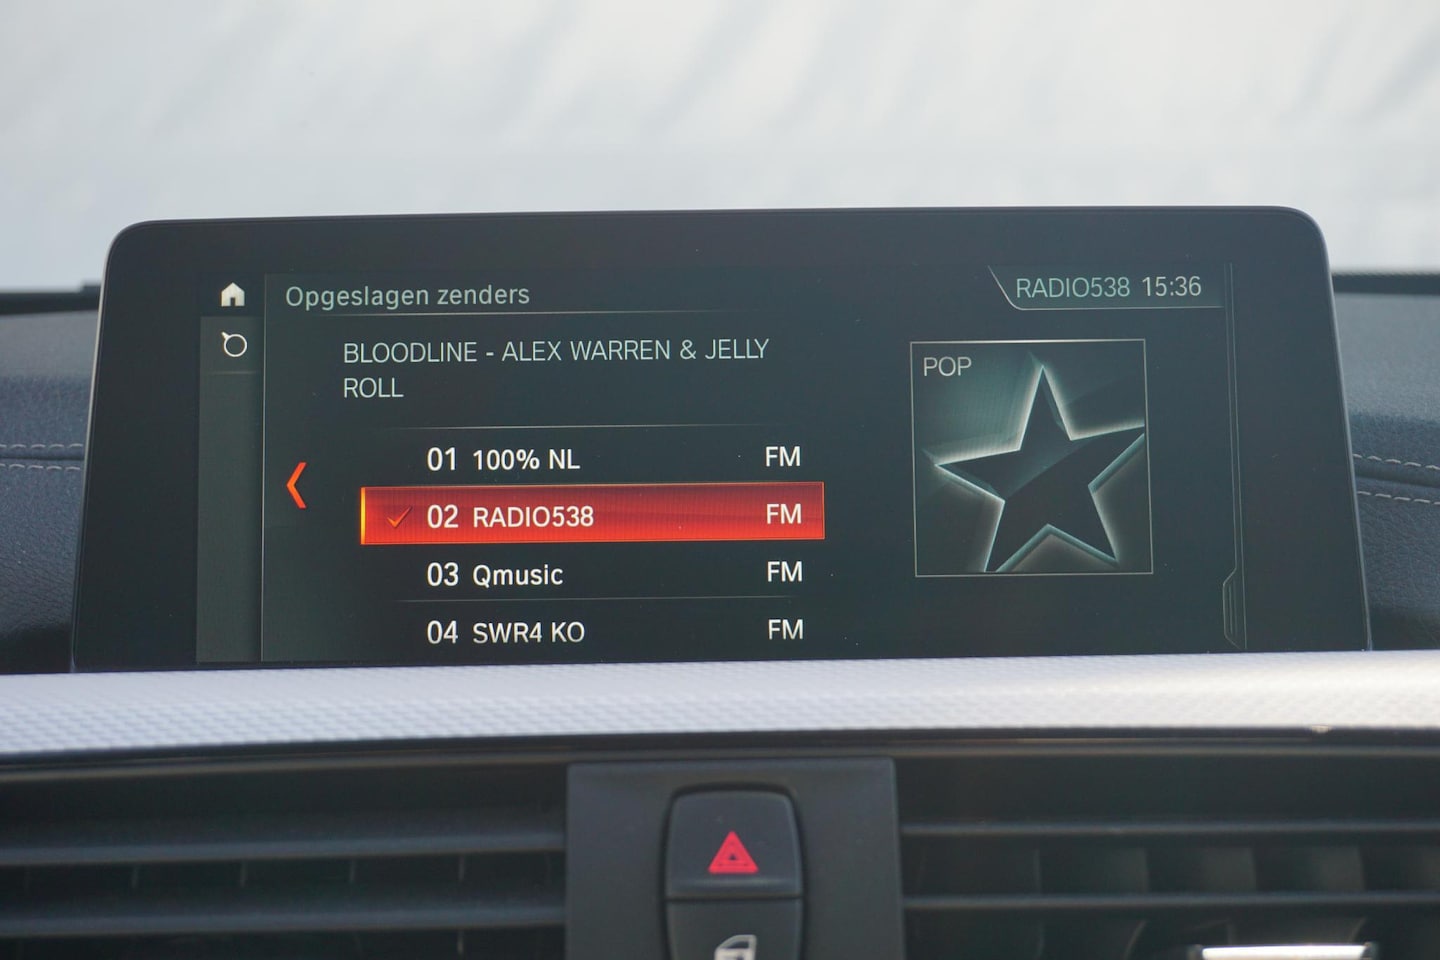 Opgeslagen zenders
RADIO538 15:36
BLOODLINE - ALEX WARREN & JELLY
ROLL
POP
01 100% NL FM
02 RADIO538 FM
03 Qmusic FM
04 SWR4 KO FM